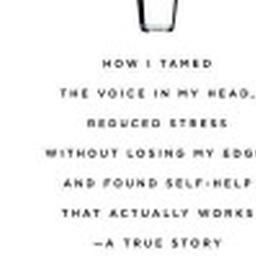 HOW I TAMED
THE VOICE IN MY HEAD,
REDUCED STRESS
WITHOUT LOSING MY EDGE
AND FOUND SELF-HELP
THAT ACTUALLY WORKS
—A TRUE STORY